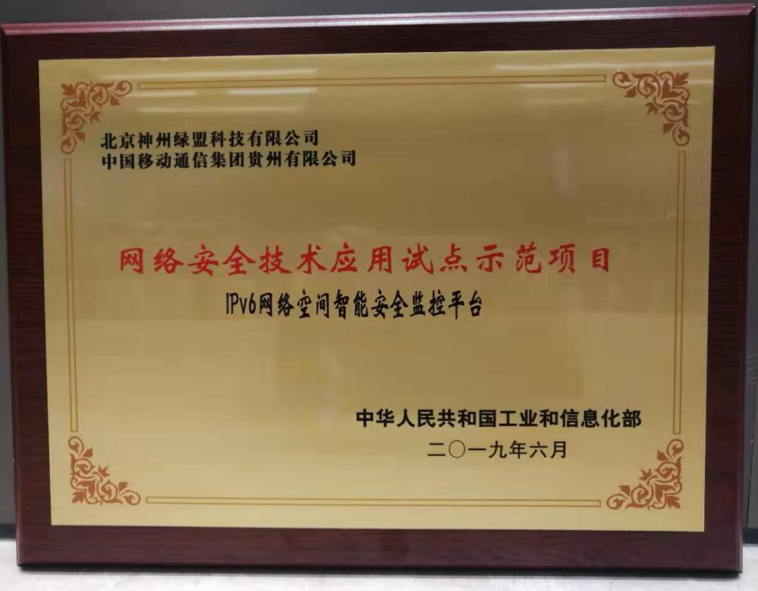 北京神州绿盟科技有限公司
中国移动通信集团贵州有限公司
网络安全技术应用试点示范项目
IPv6网络空间智能安全监控平台
中华人民共和国工业和信息化部
二〇一九年六月